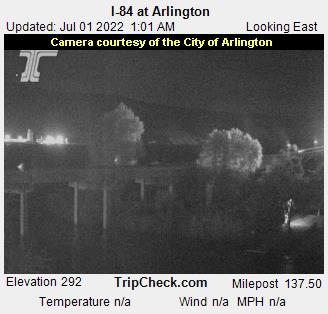 I-84 at Arlington
Updated: Jul 01 2022 1:01 AM Looking East
Camera courtesy of the City of Arlington
Elevation 292 TripCheck.com Milepost 137.50
Temperature n/a Wind n/a MPH n/a